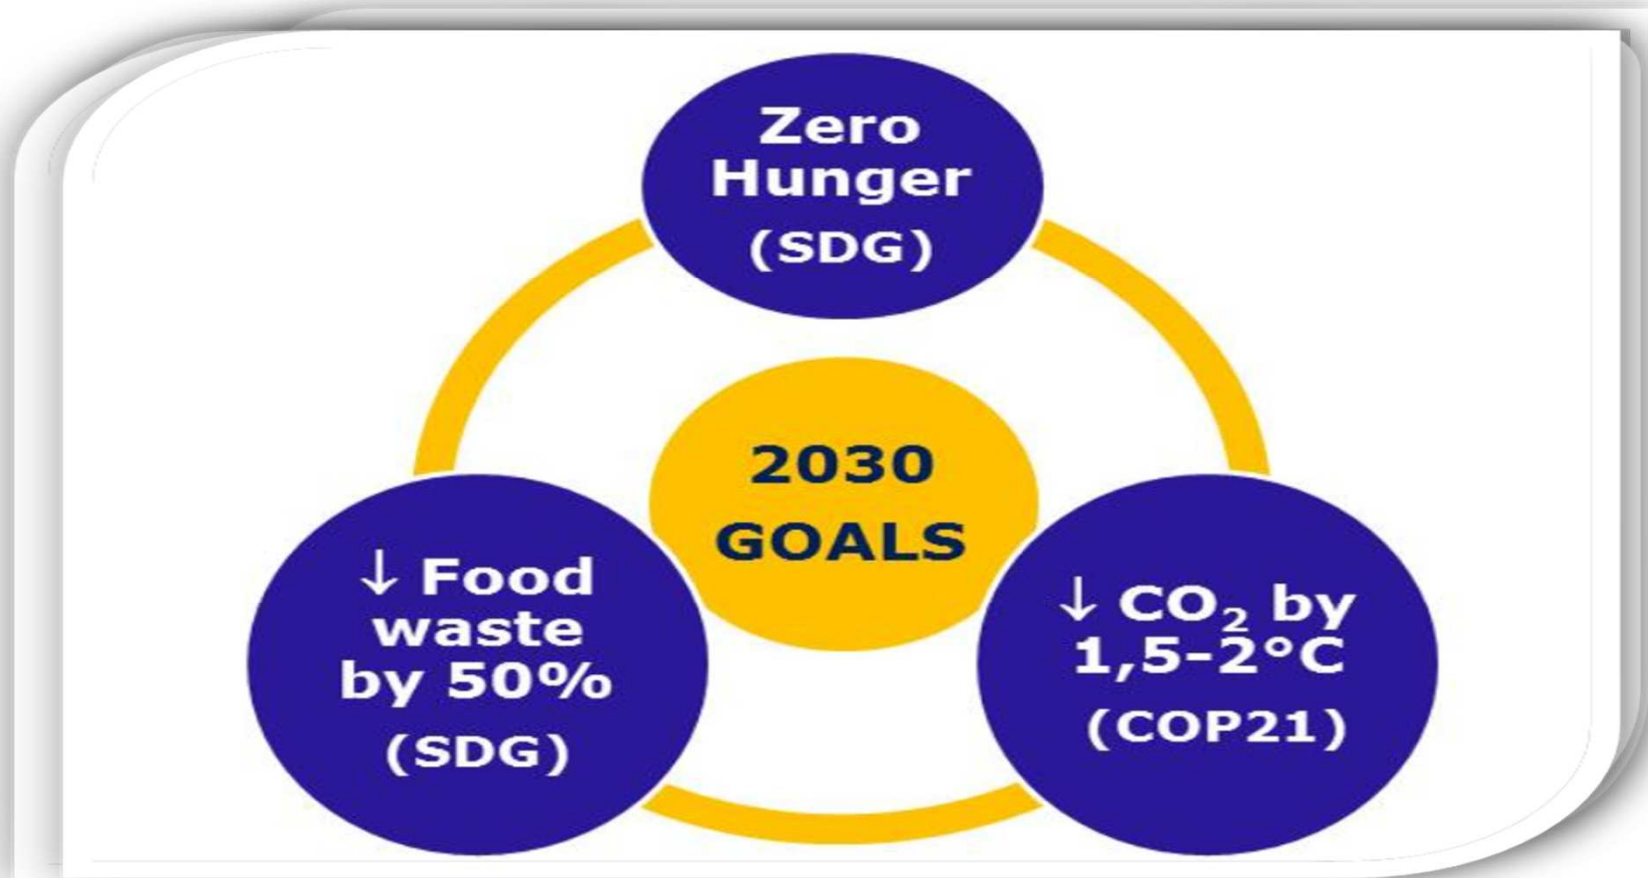 Zero
Hunger
(SDG)
2030
GOALS
↓ Food
waste
by 50%
(SDG)
↓ CO₂ by
1,5-2°C
(COP21)